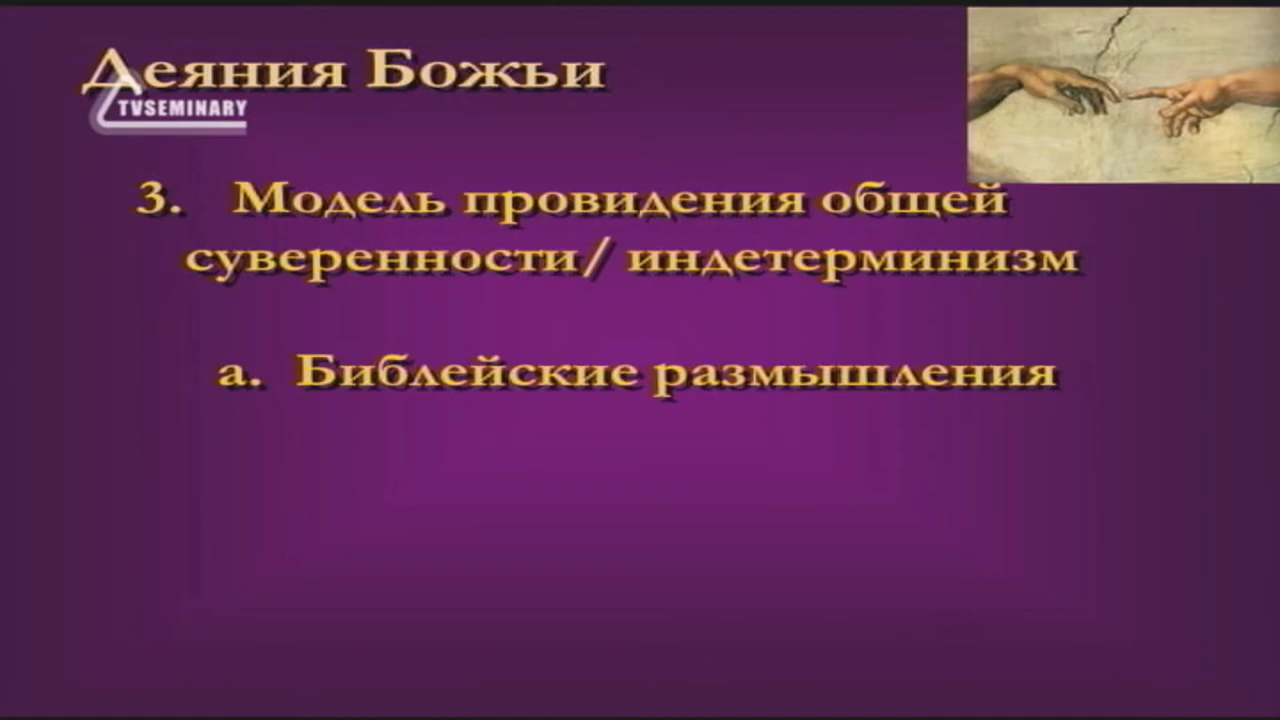 Деяния Божьи
TVSEMINARY
3. Модель провидения общей
суверенности/ индетерминизм
а. Библейские размышления